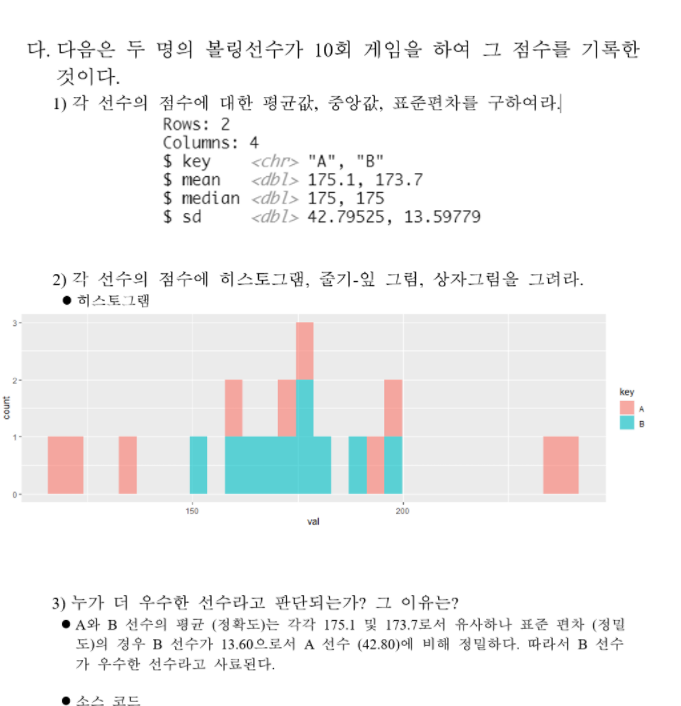 다. 다음은 두 명의 볼링선수가 10회 게임을 하여 그 점수를 기록한
것이다.
1) 각 선수의 점수에 대한 평균값, 중앙값, 표준편차를 구하여라.
Rows: 2
Columns: 4
$ key <chr> "A", "B"
$ mean <dbl> 175.1, 173.7
$ median <dbl> 175, 175
$ sd <dbl> 42.79525, 13.59779
2) 각 선수의 점수에 히스토그램, 줄기-잎 그림, 상자그림을 그려라.
● 히스토그램
3
2
1
0
count
150
200
val
key
A
B
3) 누가 더 우수한 선수라고 판단되는가? 그 이유는?
● A와 B 선수의 평균 (정확도)는 각각 175.1 및 173.7로서 유사하나 표준 편차 (정밀
도)의 경우 B 선수가 13.60으로서 A 선수 (42.80)에 비해 정밀하다. 따라서 B 선수
가 우수한 선수라고 사료된다.
● 소스 코드